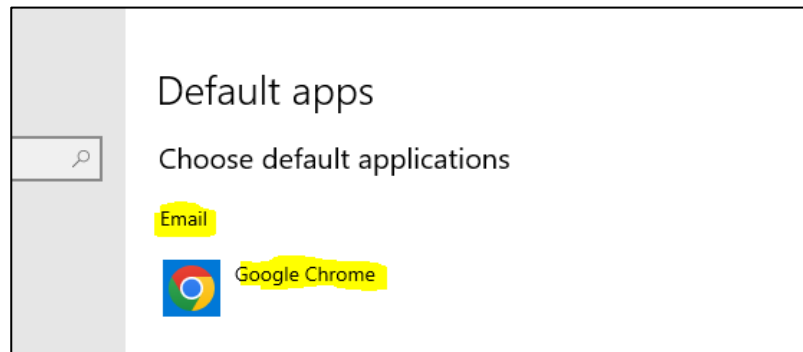 Default apps
Choose default applications
Email
Google Chrome